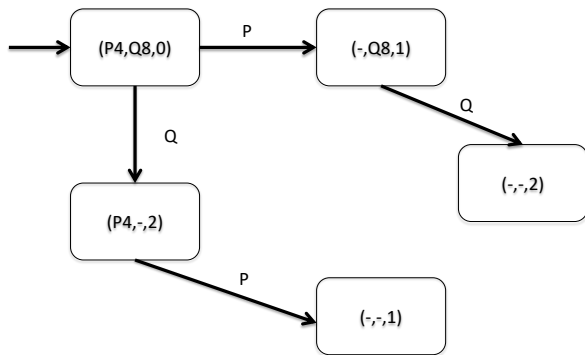 P
(P4,Q8,0)
(-,Q8,1)
Q
Q
(-,-,2)
(P4,-,2)
P
(-,-,1)